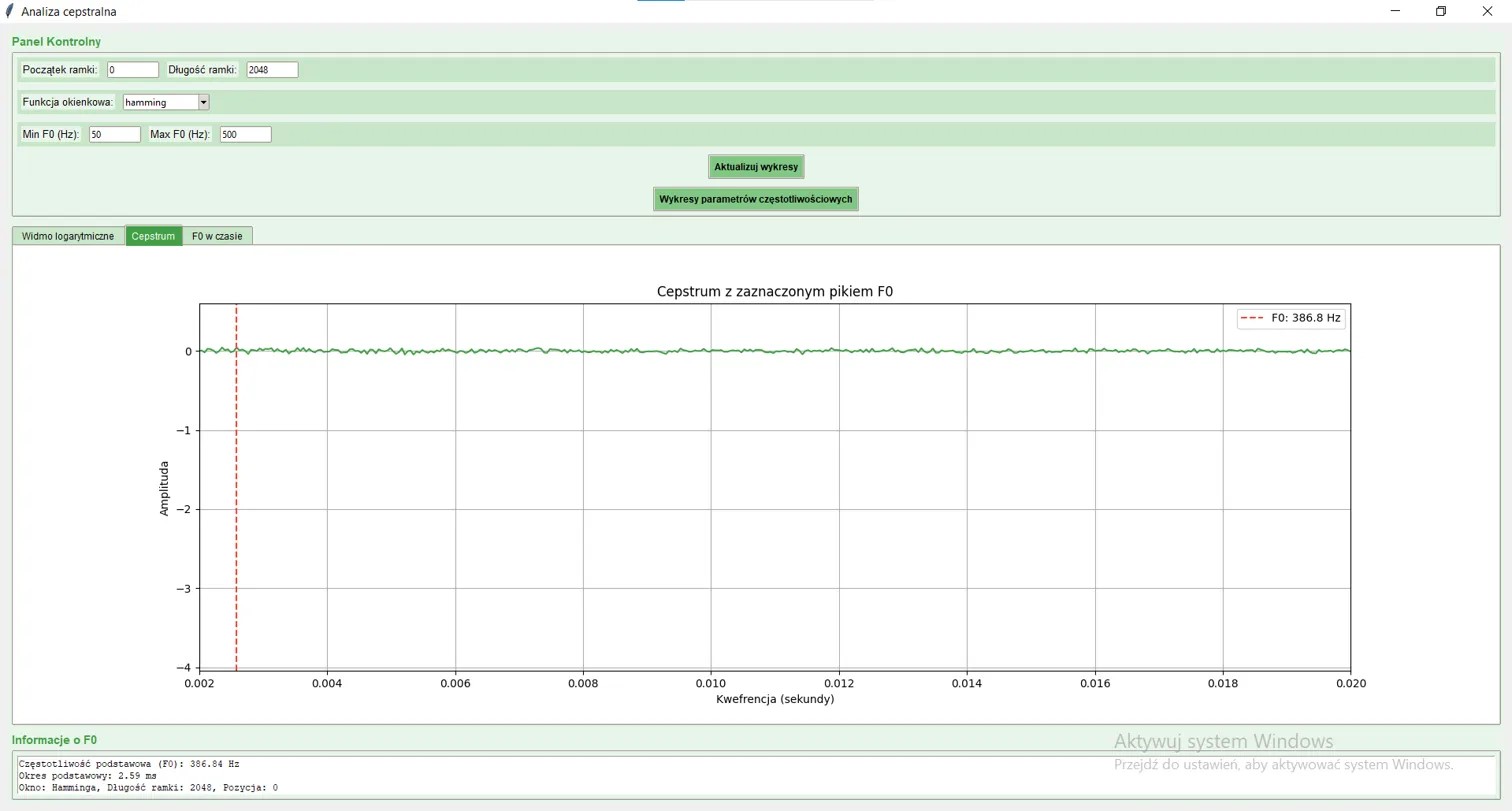 Analiza cepstralna
Panel Kontrolny
Początek ramki: 0 Długość ramki: 2048
Funkcja okienkowa: hamming
Min F0 (Hz): 50 Max F0 (Hz): 500
Aktualizuj wykresy
Wykresy parametrów częstotliwościowych
Widmo logarytmiczne Cepstrum F0 w czasie
Cepstrum z zaznaczonym pikiem F0
F0: 386.8 Hz
0
−1
−2
−3
−4
Amplituda
0.002 0.004 0.006 0.008 0.010 0.012 0.014 0.016 0.018 0.020
Kwefrencja (sekundy)
Informacje o F0
Częstotliwość podstawowa (F0): 386.84 Hz
Okres podstawowy: 2.59 ms
Okno: Hamminga, Długość ramki: 2048, Pozycja: 0
Aktywuj system Windows
Przejdź do ustawień, aby aktywować system Windows.